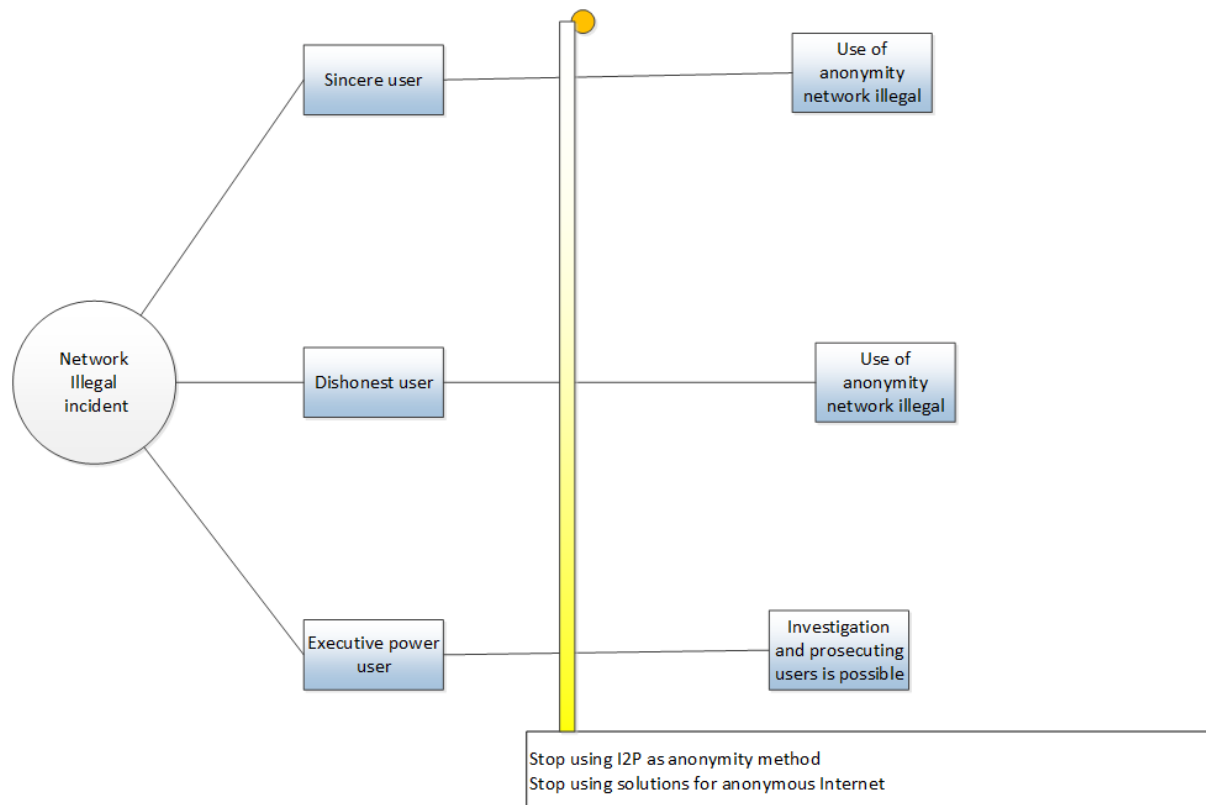 Sincere user
Use of
anonymity
network illegal
Network
Illegal
incident
Dishonest user
Use of
anonymity
network illegal
Executive power
user
Investigation
and prosecuting
users is possible
Stop using I2P as anonymity method
Stop using solutions for anonymous Internet